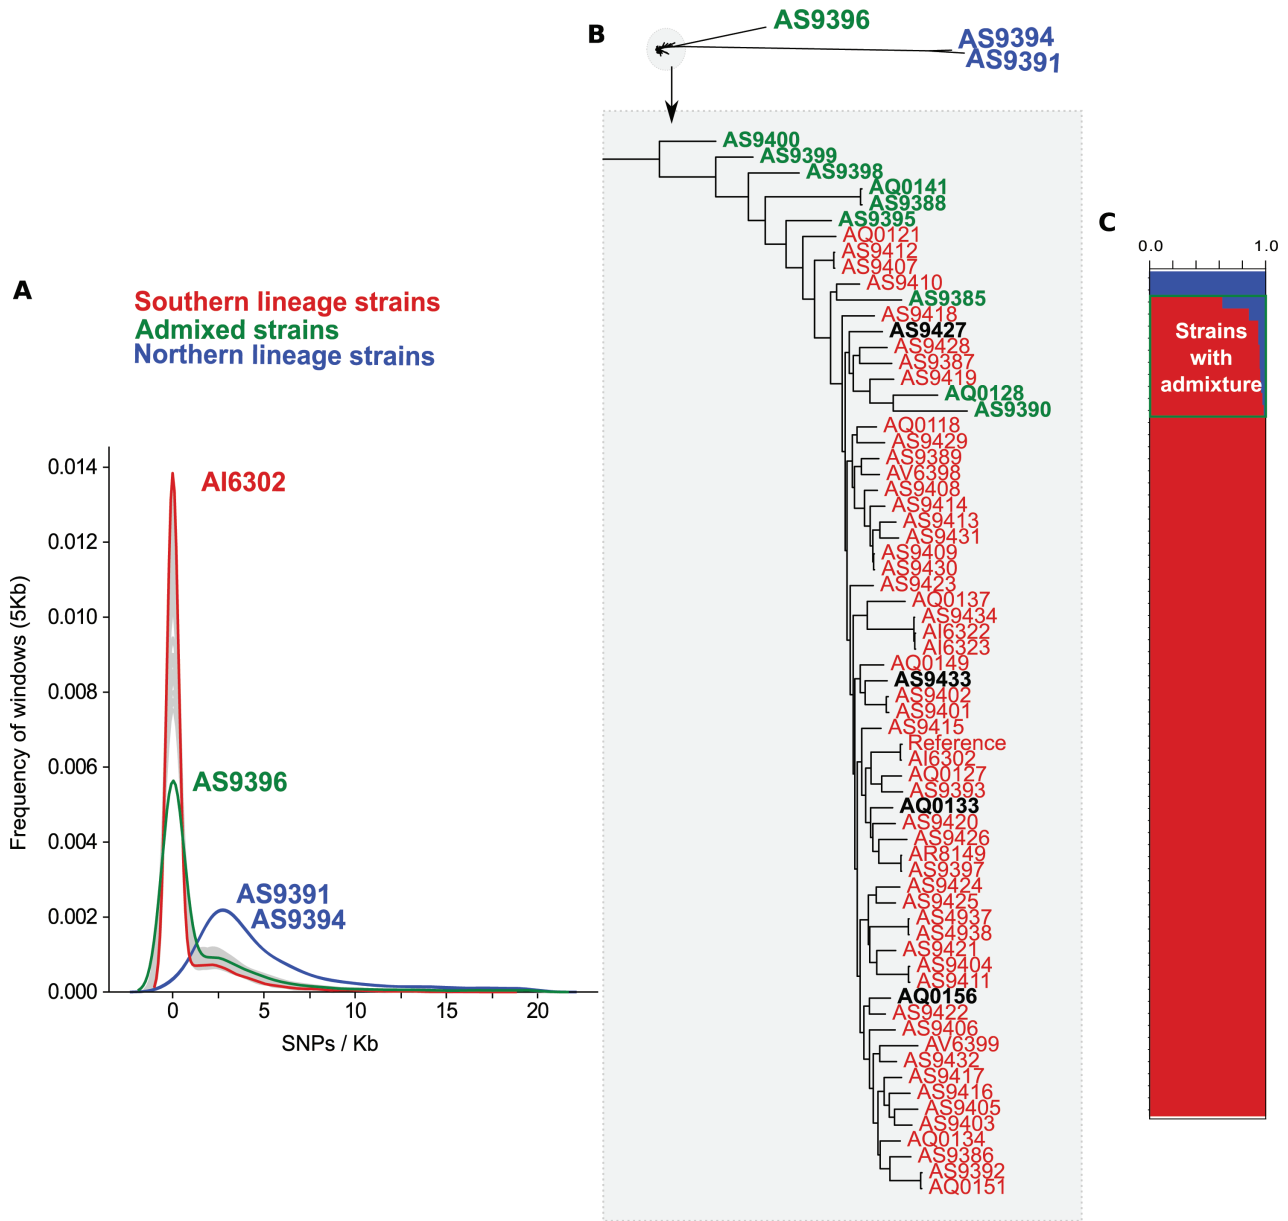 A
Southern lineage strains
Admixed strains
Northern lineage strains
0.014
0.012
0.010
0.008
0.006
0.004
0.002
0.000
Frequency of windows (5Kb)
AI6302
AS9396
AS9391
AS9394
0
5
10
15
20
SNPs / Kb
B
AS9396
AS9394
AS9391
AS9400
AS9399
AS9398
AQ0141
AS9388
AS9395
AQ0121
AS9412
AS9407
AS9410
AS9385
AS9418
AS9427
AS9428
AS9387
AS9419
AQ0128
AS9390
AQ0118
AS9429
AS9389
AV6398
AS9408
AS9414
AS9413
AS9431
AS9409
AS9430
AS9423
AQ0137
AS9434
AI6322
AI6323
AQ0149
AS9433
AS9402
AS9401
AS9415
Reference
AI6302
AQ0127
AS9393
AQ0133
AS9420
AS9426
AR8149
AS9397
AS9424
AS9425
AS4937
AS4938
AS9421
AS9404
AS9411
AQ0156
AS9422
AS9406
AV6399
AS9432
AS9417
AS9416
AS9405
AS9403
AQ0134
AS9386
AS9392
AQ0151
C
0.0 1.0
Strains
with
admixture